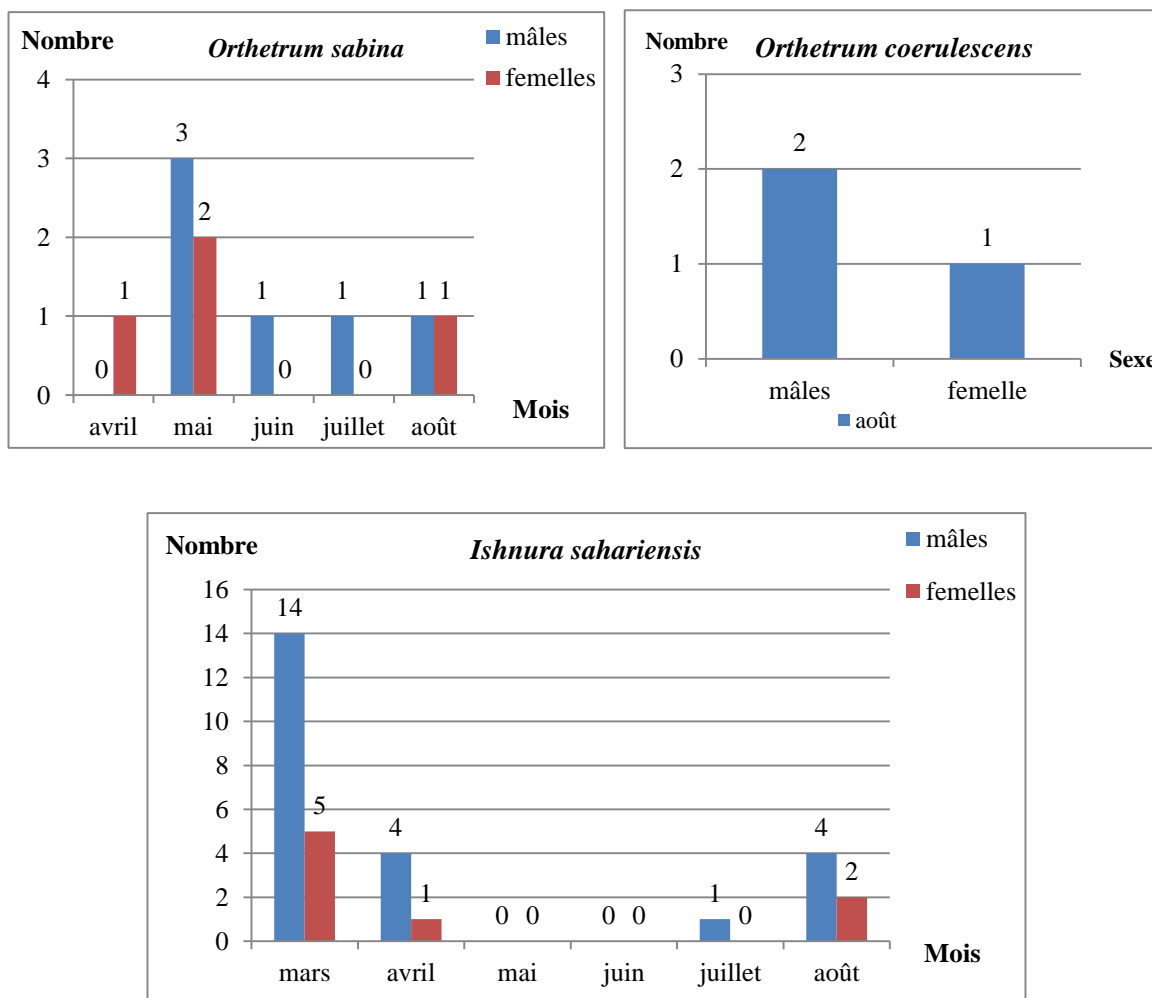 Nombre
Orthetrum sabina
mâles
femelles
4
3
2
1
0
0
1
3
2
1
0
1
0
1
1
avril mai juin juillet août
Mois
Nombre
Orthetrum coerulescens
3
2
1
0
2
1
mâles femelle
Sexe
août
Nombre
Ishnura sahariensis
mâles
femelles
16
14
12
10
8
6
4
2
0
14
5
4
1
0
0
0
0
1
0
4
2
mars avril mai juin juillet août
Mois